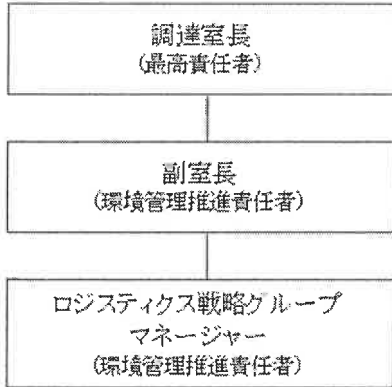 調達室長
(最高責任者)
副室長
(環境管理推進責任者)
ロジスティクス戦略グループ
マネージャー
(環境管理推進責任者)